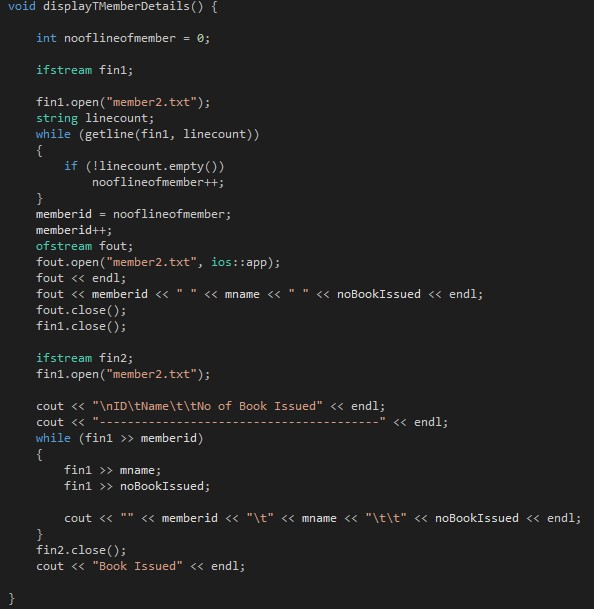 void displayTMemberDetails() {
int nooflineofmember = 0;
ifstream fin1;
fin1.open("member2.txt");
string linecount;
while (getline(fin1, linecount))
{
if (!linecount.empty())
nooflineofmember++;
}
memberid = nooflineofmember;
memberid++;
ofstream fout;
fout.open("member2.txt", ios::app);
fout << endl;
fout << memberid << " " << mname << " " << noBookIssued << endl;
fout.close();
fin1.close();
ifstream fin2;
fin1.open("member2.txt");
cout << "\nID\tName\t\tNo of Book Issued" << endl;
cout << "----------------------------------------" << endl;
while (fin1 >> memberid)
{
fin1 >> mname;
fin1 >> noBookIssued;
cout << "" << memberid << "\t" << mname << "\t\t" << noBookIssued << endl;
}
fin2.close();
cout << "Book Issued" << endl;
}